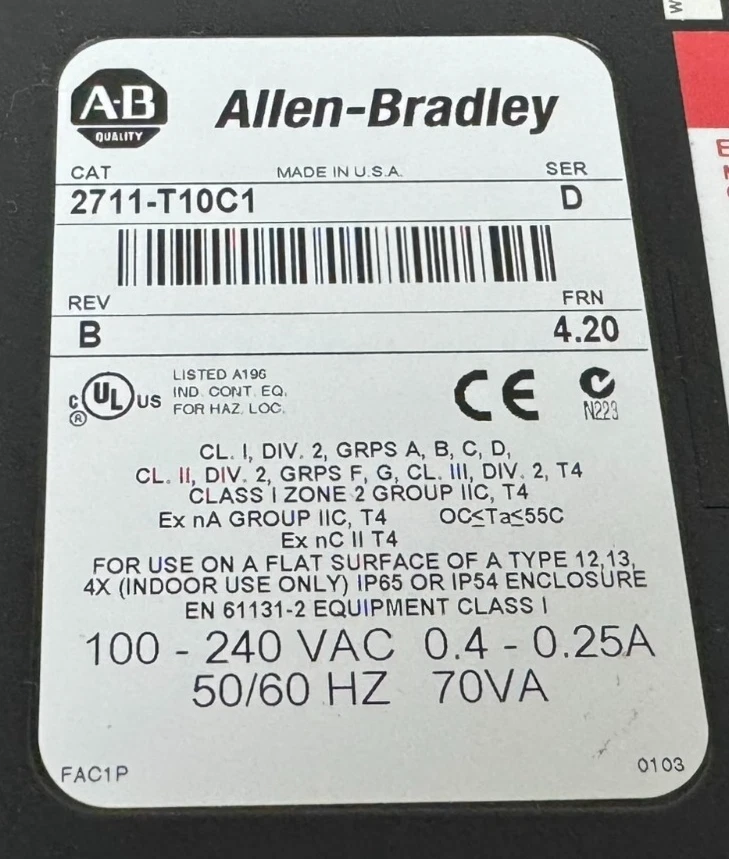 A·B
QUALITY
Allen-Bradley
CAT MADE IN U.S.A. SER
2711-T10C1 D
REV FRN
B 4.20
C UL US
®
LISTED A196
IND. CONT. EQ.
FOR HAZ. LOC.
CE
N223
CL. I, DIV. 2, GRPS A, B, C, D,
CL. II, DIV. 2, GRPS F, G, CL. III, DIV. 2, T4
CLASS I ZONE 2 GROUP IIC, T4
Ex nA GROUP IIC, T4 OC≤Ta≤55C
Ex nC II T4
FOR USE ON A FLAT SURFACE OF A TYPE 12,13,
4X (INDOOR USE ONLY) IP65 OR IP54 ENCLOSURE
EN 61131-2 EQUIPMENT CLASS I
100 - 240 VAC 0.4 - 0.25A
50/60 HZ 70VA
FAC1P 0103